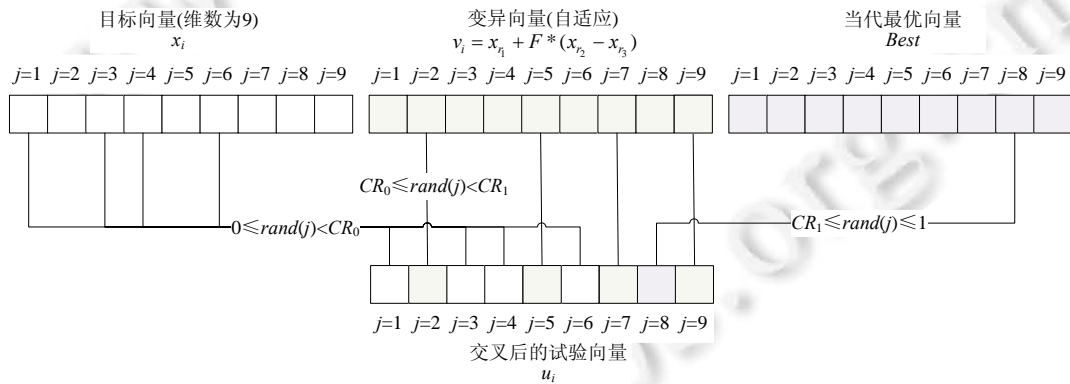 目标向量(维数为9)
x_i
变异向量(自适应)
v_i = x_{r_1} + F * (x_{r_2} − x_{r_3})
当代最优向量
Best
j=1 j=2 j=3 j=4 j=5 j=6 j=7 j=8 j=9
j=1 j=2 j=3 j=4 j=5 j=6 j=7 j=8 j=9
j=1 j=2 j=3 j=4 j=5 j=6 j=7 j=8 j=9
CR₀≤rand(j)<CR₁
0≤rand(j)<CR₀
CR₁≤rand(j)≤1
j=1 j=2 j=3 j=4 j=5 j=6 j=7 j=8 j=9
交叉后的试验向量
u_i